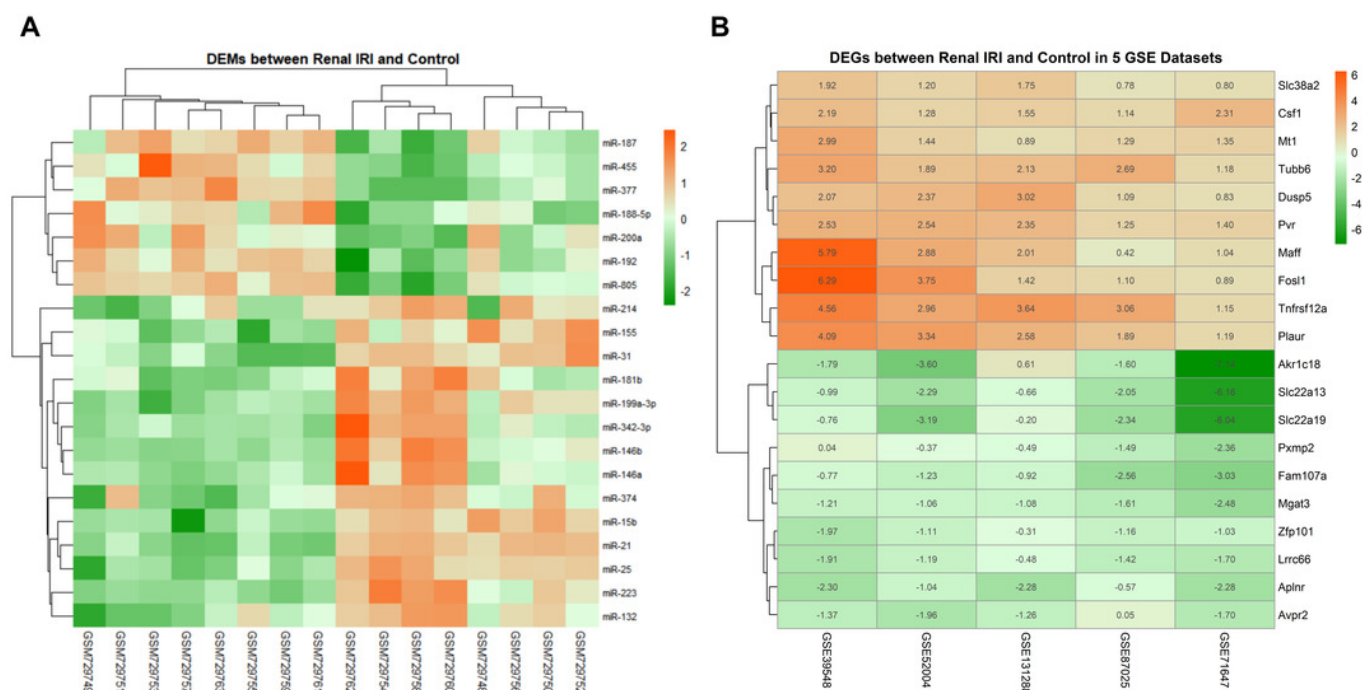 A
DEMs between Renal IRI and Control
2
1
0
-1
-2
miR-187
miR-455
miR-377
miR-188-5p
miR-200a
miR-192
miR-805
miR-214
miR-155
miR-31
miR-181b
miR-199a-3p
miR-342-3p
miR-146b
miR-146a
miR-374
miR-15b
miR-21
miR-25
miR-223
miR-132
B
DEGs between Renal IRI and Control in 5 GSE Datasets
6
4
2
0
-2
-4
-6
1.92 1.20 1.75 0.78 0.80 Slc38a2
2.19 1.28 1.55 1.14 2.31 Csf1
2.99 1.44 0.89 1.29 1.35 Mt1
3.20 1.89 2.13 2.69 1.18 Tubb6
2.07 2.37 3.02 1.09 0.83 Dusp5
2.53 2.54 2.35 1.25 1.40 Pvr
5.79 2.88 2.01 0.42 1.04 Maff
6.29 3.75 1.42 1.10 0.89 Fosl1
4.56 2.96 3.64 3.06 1.15 Tnfrsf12a
4.09 3.34 2.58 1.89 1.19 Plaur
-1.79 -3.60 0.61 -1.60 Akr1c18
-0.99 -2.29 -0.66 -2.05 -6.16 Slc22a13
-0.76 -3.19 -0.20 -2.34 -6.04 Slc22a19
0.04 -0.37 -0.49 -1.49 -2.36 Pxmp2
-0.77 -1.23 -0.92 -2.56 -3.03 Fam107a
-1.21 -1.06 -1.08 -1.61 -2.48 Mgat3
-1.97 -1.11 -0.31 -1.16 -1.03 Zfp101
-1.91 -1.19 -0.48 -1.42 -1.70 Lrrc66
-2.30 -1.04 -2.28 -0.57 -2.28 Aplnr
-1.37 -1.96 -1.26 0.05 -1.70 Avpr2
GSE39548 GSE52004 GSE87025 GSE71647